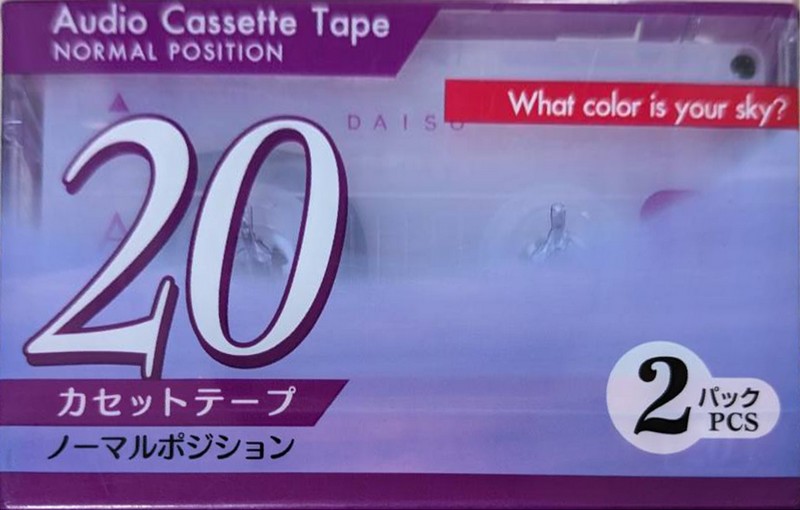 Audio Cassette Tape
NORMAL POSITION
What color is your sky?
DAISO
A
20
カセットテープ
ノーマルポジション
2
パック
PCS